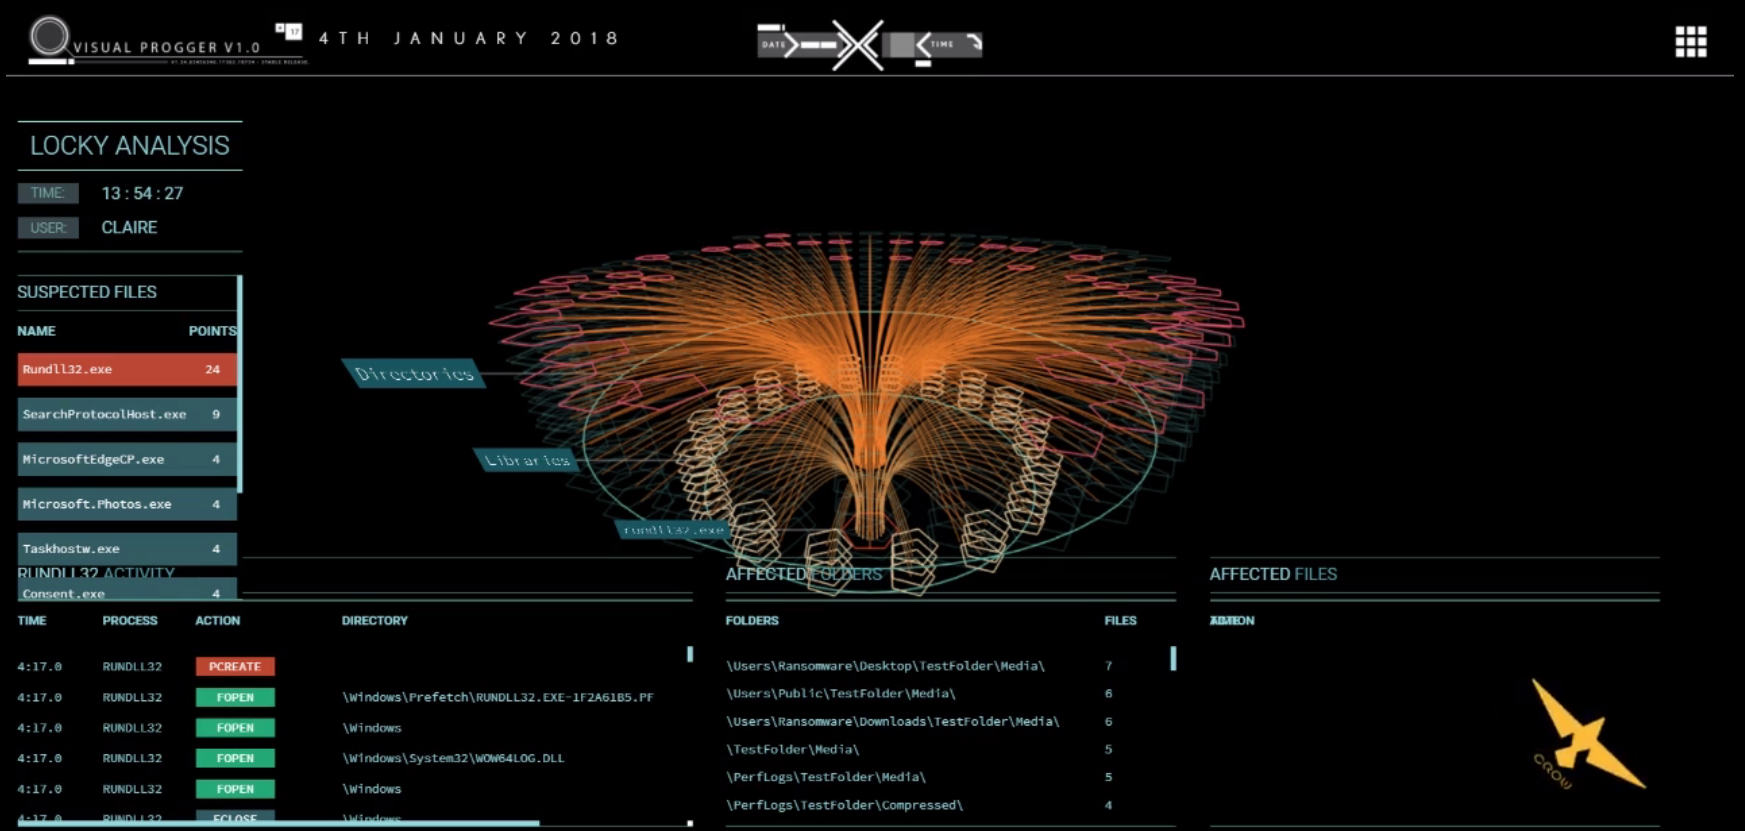 VISUAL PROGGER V1.0
17
4TH JANUARY 2018
DATE
TIME
LOCKY ANALYSIS
TIME: 13 : 54 : 27
USER: CLAIRE
SUSPECTED FILES
NAME POINTS
Rundll32.exe 24
SearchProtocolHost.exe 9
MicrosoftEdgeCP.exe 4
Microsoft.Photos.exe 4
Taskhostw.exe 4
Consent.exe 4
Directories
Libraries
rundll32.exe
RUNDLL32 ACTIVITY
TIME PROCESS ACTION DIRECTORY
4:17.0 RUNDLL32 PCREATE
4:17.0 RUNDLL32 FOPEN \Windows\Prefetch\RUNDLL32.EXE-1F2A61B5.PF
4:17.0 RUNDLL32 FOPEN \Windows
4:17.0 RUNDLL32 FOPEN \Windows\System32\WOW64LOG.DLL
4:17.0 RUNDLL32 FOPEN \Windows
4:17.0 RUNDLL32 FCLOSE \Windows
AFFECTED FOLDERS
FOLDERS FILES
\Users\Ransomware\Desktop\TestFolder\Media\ 7
\Users\Public\TestFolder\Media\ 6
\Users\Ransomware\Downloads\TestFolder\Media\ 6
\TestFolder\Media\ 5
\PerfLogs\TestFolder\Media\ 5
\PerfLogs\TestFolder\Compressed\ 4
AFFECTED FILES
CROW